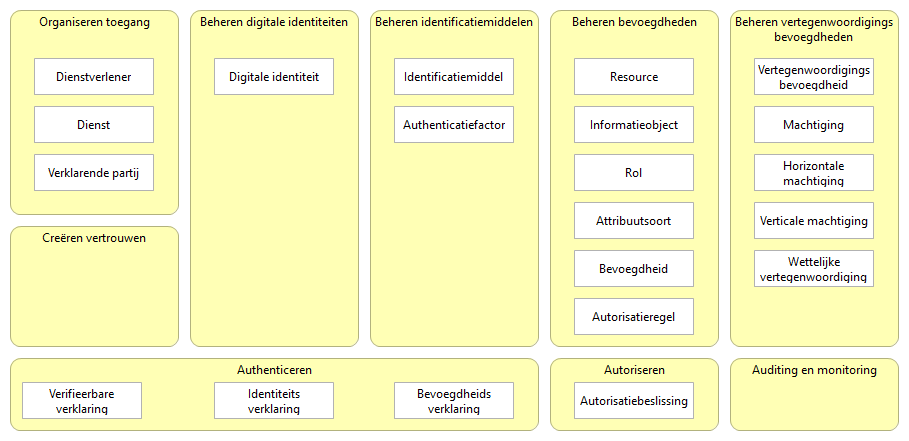 Organiseren toegang
Dienstverlener
Dienst
Verklarende partij
Creëren vertrouwen
Beheren digitale identiteiten
Digitale identiteit
Beheren identificatiemiddelen
Identificatiemiddel
Authenticatiefactor
Beheren bevoegdheden
Resource
Informatieobject
Rol
Attribuutsoort
Bevoegdheid
Autorisatieregel
Beheren vertegenwoordigings
bevoegdheden
Vertegenwoordigings
bevoegdheid
Machtiging
Horizontale
machtiging
Verticale machtiging
Wettelijke
vertegenwoordiging
Authenticeren
Verifieerbare
verklaring
Identiteits
verklaring
Bevoegdheids
verklaring
Autoriseren
Autorisatiebeslissing
Auditing en monitoring